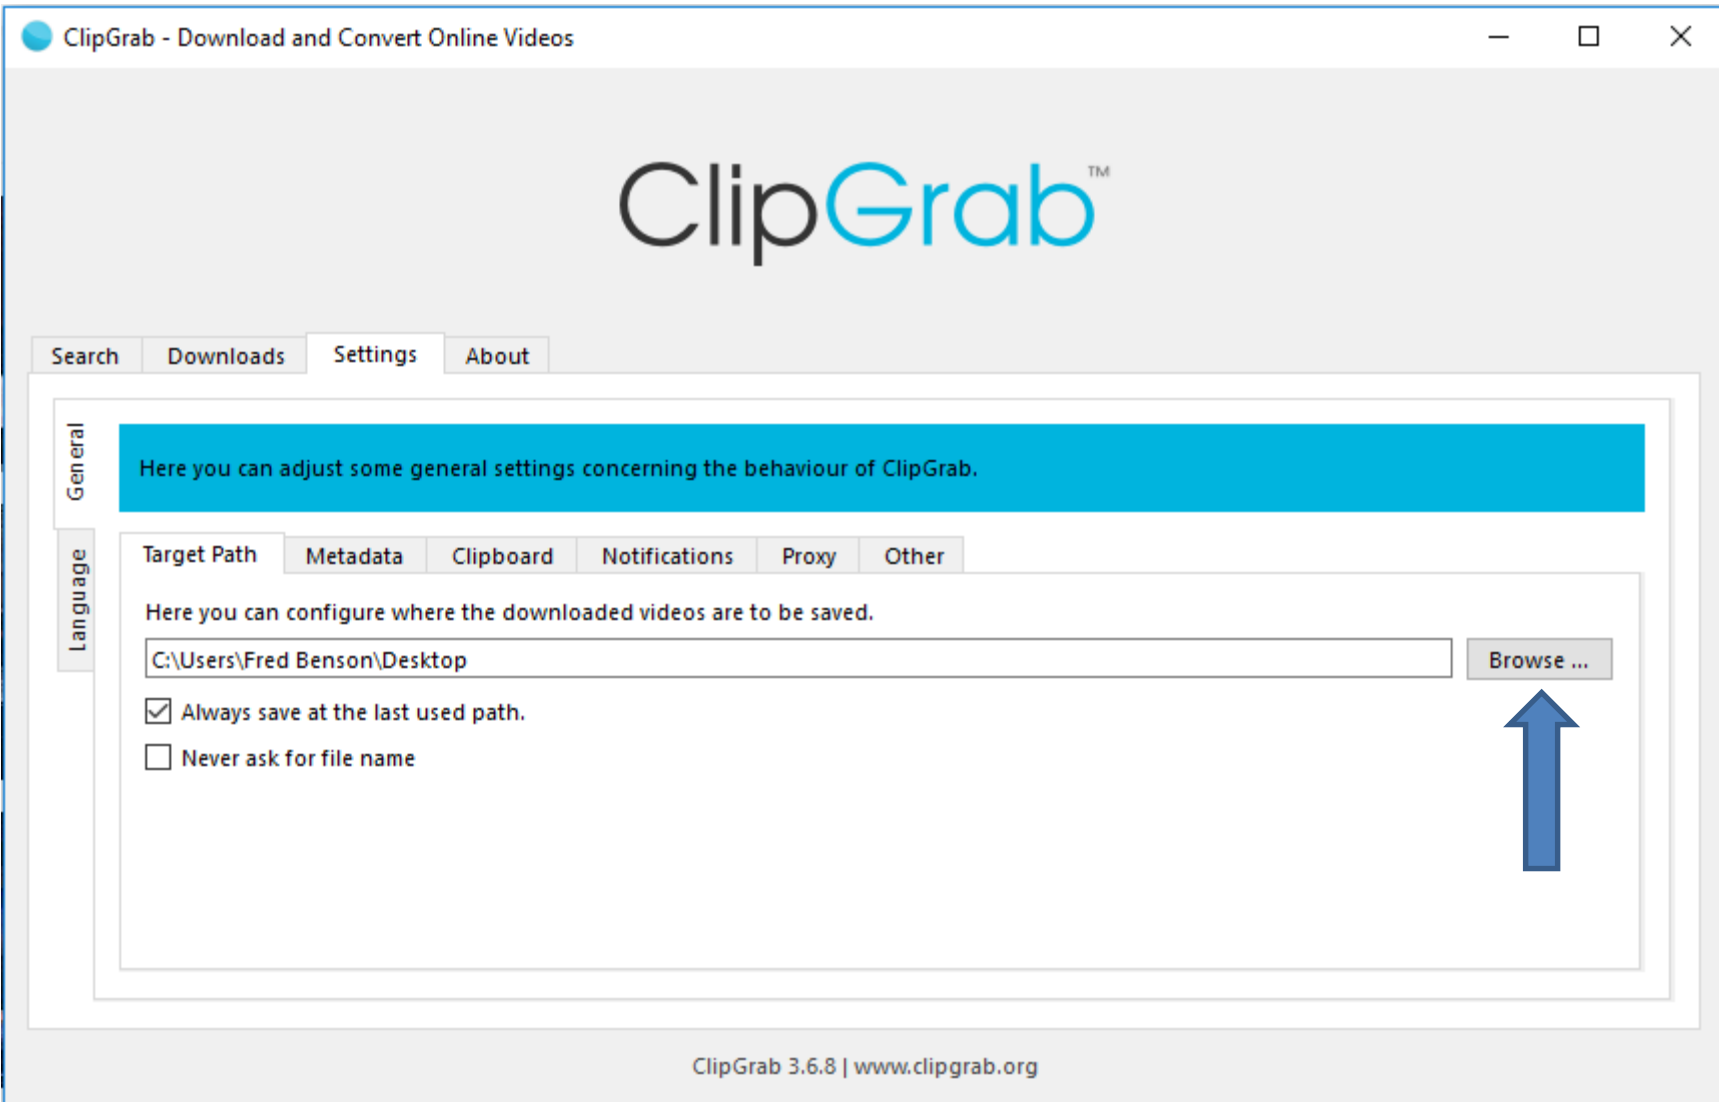 ClipGrab - Download and Convert Online Videos
ClipGrab™
Search Downloads Settings About
General
Language
Here you can adjust some general settings concerning the behaviour of ClipGrab.
Target Path Metadata Clipboard Notifications Proxy Other
Here you can configure where the downloaded videos are to be saved.
C:\Users\Fred Benson\Desktop Browse ...
Always save at the last used path.
Never ask for file name
ClipGrab 3.6.8 | www.clipgrab.org